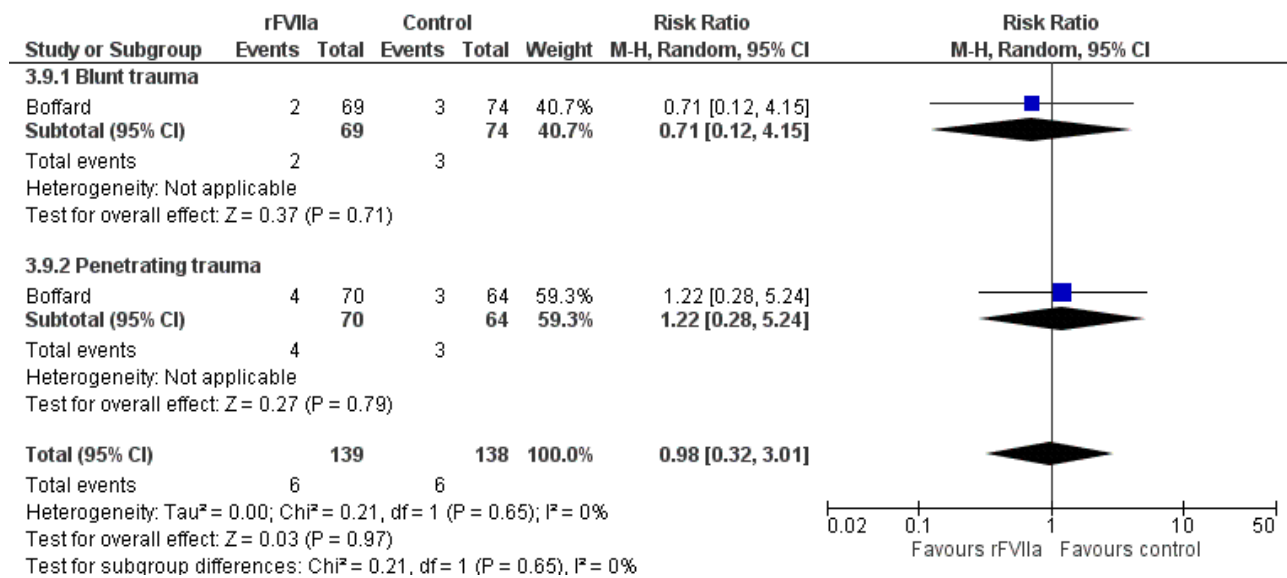 rFVIIa Control Risk Ratio Risk Ratio
Study or Subgroup Events Total Events Total Weight M-H, Random, 95% CI M-H, Random, 95% CI
3.9.1 Blunt trauma
Boffard 2 69 3 74 40.7% 0.71 [0.12, 4.15]
Subtotal (95% CI) 69 74 40.7% 0.71 [0.12, 4.15]
Total events 2 3
Heterogeneity: Not applicable
Test for overall effect: Z = 0.37 (P = 0.71)
3.9.2 Penetrating trauma
Boffard 4 70 3 64 59.3% 1.22 [0.28, 5.24]
Subtotal (95% CI) 70 64 59.3% 1.22 [0.28, 5.24]
Total events 4 3
Heterogeneity: Not applicable
Test for overall effect: Z = 0.27 (P = 0.79)
Total (95% CI) 139 138 100.0% 0.98 [0.32, 3.01]
Total events 6 6
Heterogeneity: Tau² = 0.00; Chi² = 0.21, df = 1 (P = 0.65); I² = 0%
Test for overall effect: Z = 0.03 (P = 0.97)
Test for subgroup differences: Chi² = 0.21, df = 1 (P = 0.65), I² = 0%
0.02 0.1 1 10 50
Favours rFVIIa Favours control